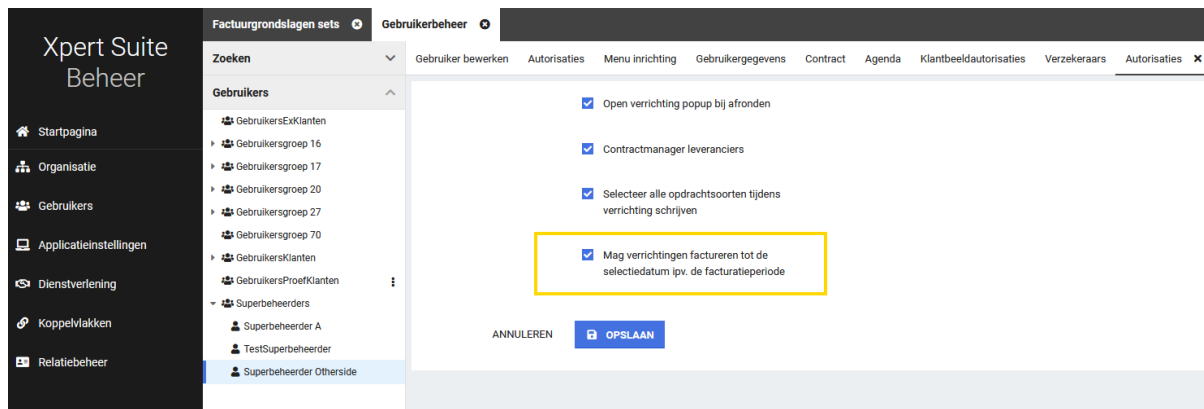 Xpert Suite
Beheer
Startpagina
Organisatie
Gebruikers
Applicatieinstellingen
Dienstverlening
Koppelvlakken
Relatiebeheer
Factuurgrondslagen sets
Gebruikerbeheer
Zoeken
Gebruikers
GebruikersExKlanten
Gebruikersgroep 16
Gebruikersgroep 17
Gebruikersgroep 20
Gebruikersgroep 27
Gebruikersgroep 70
GebruikersKlanten
GebruikersProefKlanten
Superbeheerders
Superbeheerder A
TestSuperbeheerder
Superbeheerder Otherside
Gebruiker bewerken
Autorisaties
Menu inrichting
Gebruikergegevens
Contract
Agenda
Klantbeeldautorisaties
Verzekeraars
Autorisaties
Open verrichting popup bij afronden
Contractmanager leveranciers
Selecteer alle opdrachtsoorten tijdens
verrichting schrijven
Mag verrichtingen factureren tot de
selectiedatum ipv. de facturatieperiode
ANNULEREN
OPSLAAN